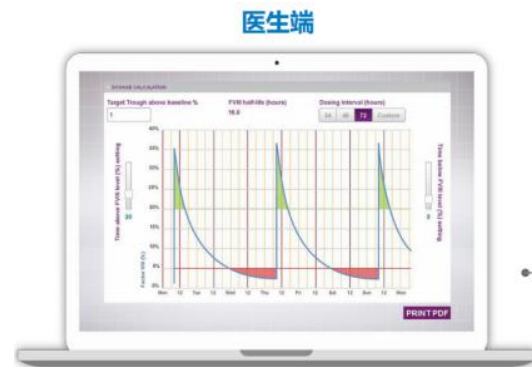 医生端
DOSAGE CALCULATION
Target Trough above baseline %
FVIII half-life (hours)
Dosing Interval (hours)
1
16.0
24
48
72
Custom
Time above FVIII level (%) setting
20
40%
35%
30%
25%
20%
15%
10%
5%
0%
Factor VIII (%)
Mon 12 Tue 12 Wed 12 Thu 12 Fri 12 Sat 12 Sun 12 Mon
Time below FVIII level (%) setting
PRINT PDF